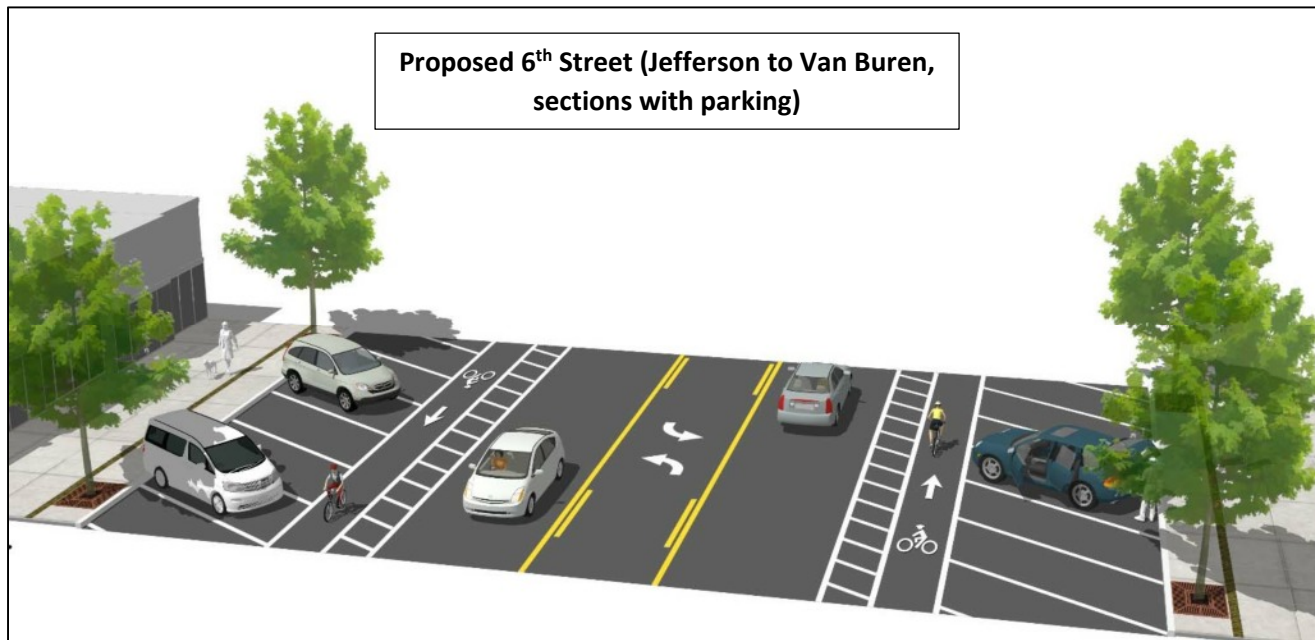 Proposed 6th Street (Jefferson to Van Buren,
sections with parking)